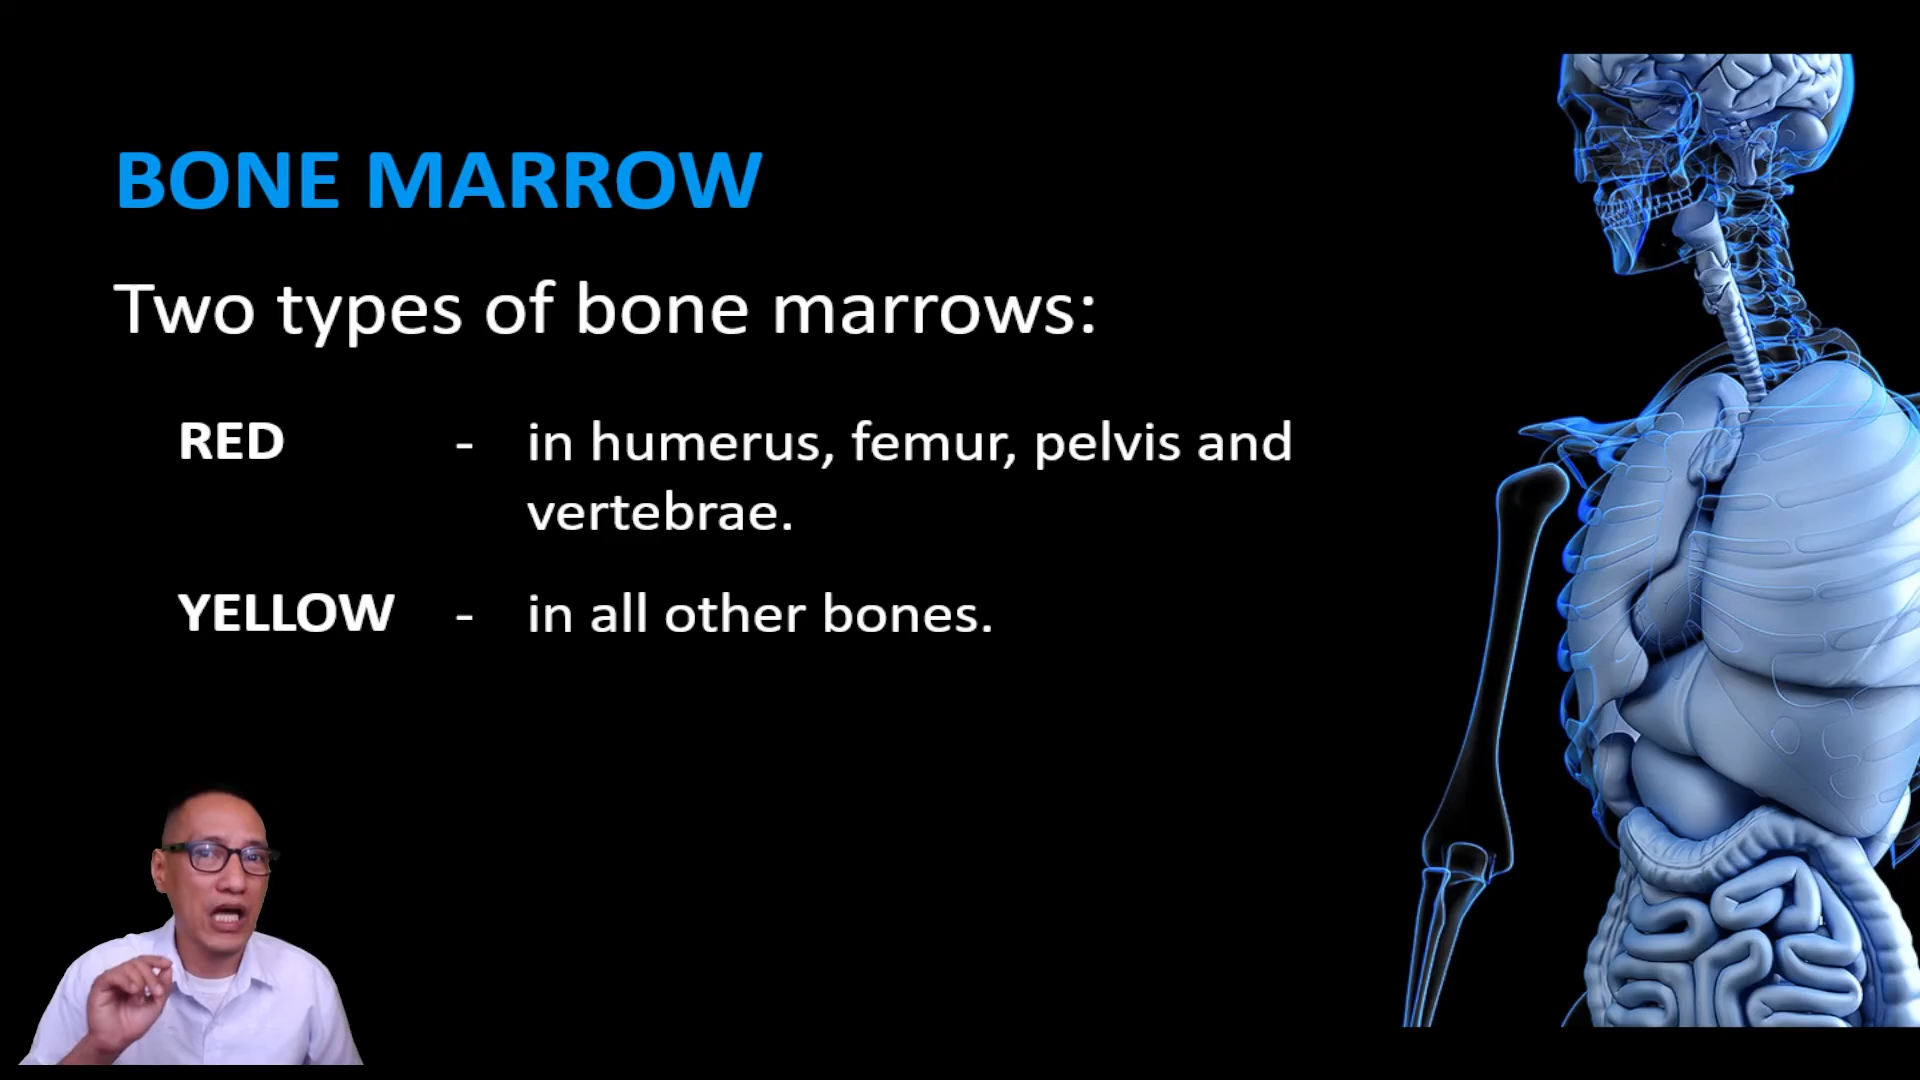 BONE MARROW
Two types of bone marrows:
RED - in humerus, femur, pelvis and
vertebrae.
YELLOW - in all other bones.